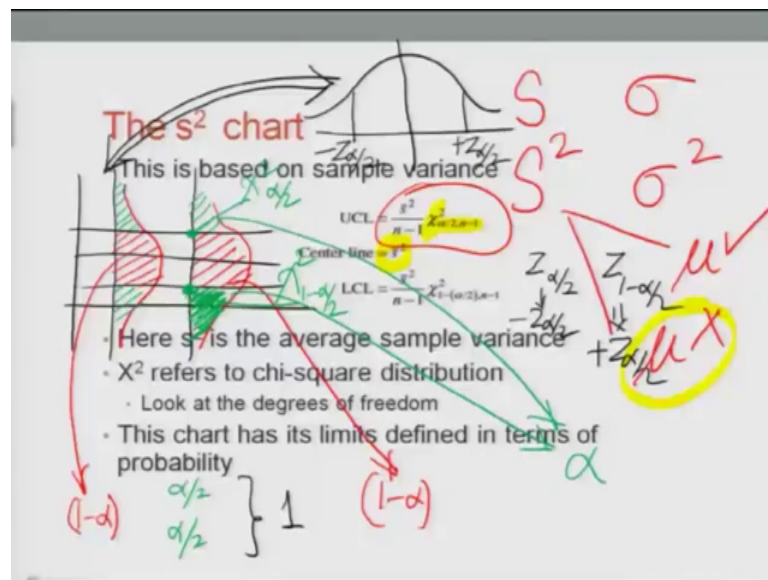 The s² chart
This is based on sample variance
-Zα/2 +Zα/2
S σ
S² σ²
χ²α/2
UCL = s²/(n-1) χ²α/2,n-1
Center line = s²
χ²1-α/2
LCL = s²/(n-1) χ²1-(α/2),n-1
Zα/2 Z1-α/2 μ ✓
-Zα/2 +Zα/2 μ X
• Here s² is the average sample variance
• X² refers to chi-square distribution
• Look at the degrees of freedom
• This chart has its limits defined in terms of
probability
α
(1-α) α/2 α/2 } 1 (1-α)